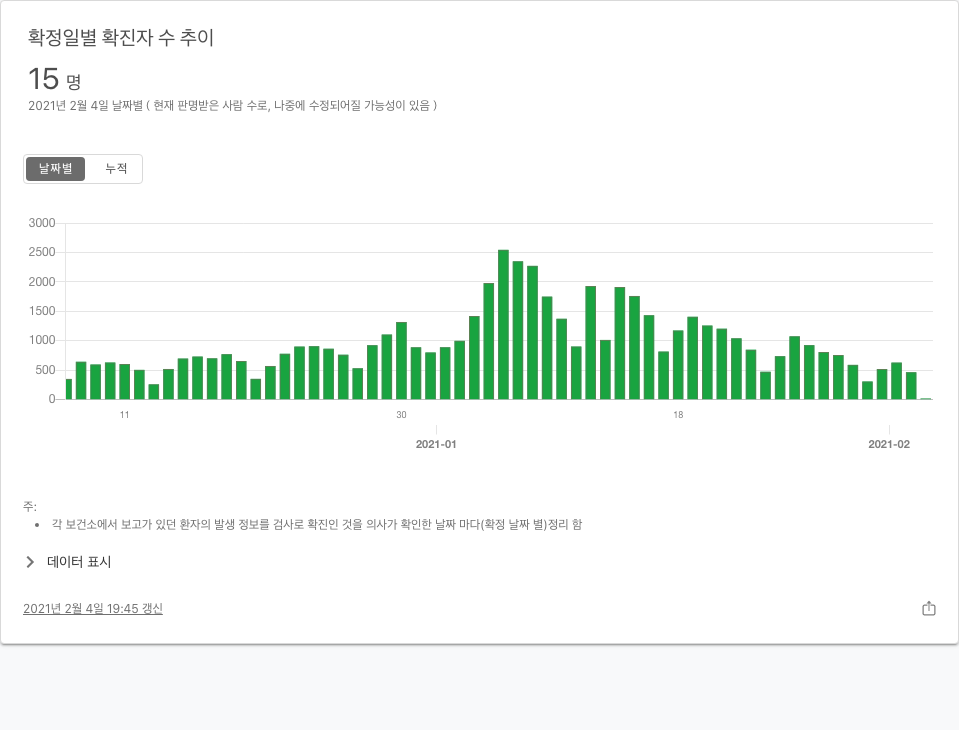 확정일별 확진자 수 추이
15 명
2021년 2월 4일 날짜별 ( 현재 판명받은 사람 수로, 나중에 수정되어질 가능성이 있음 )
날짜별 누적
3000
2500
2000
1500
1000
500
0
11 30 18
2021-01 2021-02
주:
• 각 보건소에서 보고가 있던 환자의 발생 정보를 검사로 확진인 것을 의사가 확인한 날짜 마다(확정 날짜 별)정리 함
데이터 표시
2021년 2월 4일 19:45 갱신